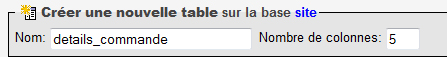 Créer une nouvelle table sur la base site
Nom: details_commande Nombre de colonnes: 5